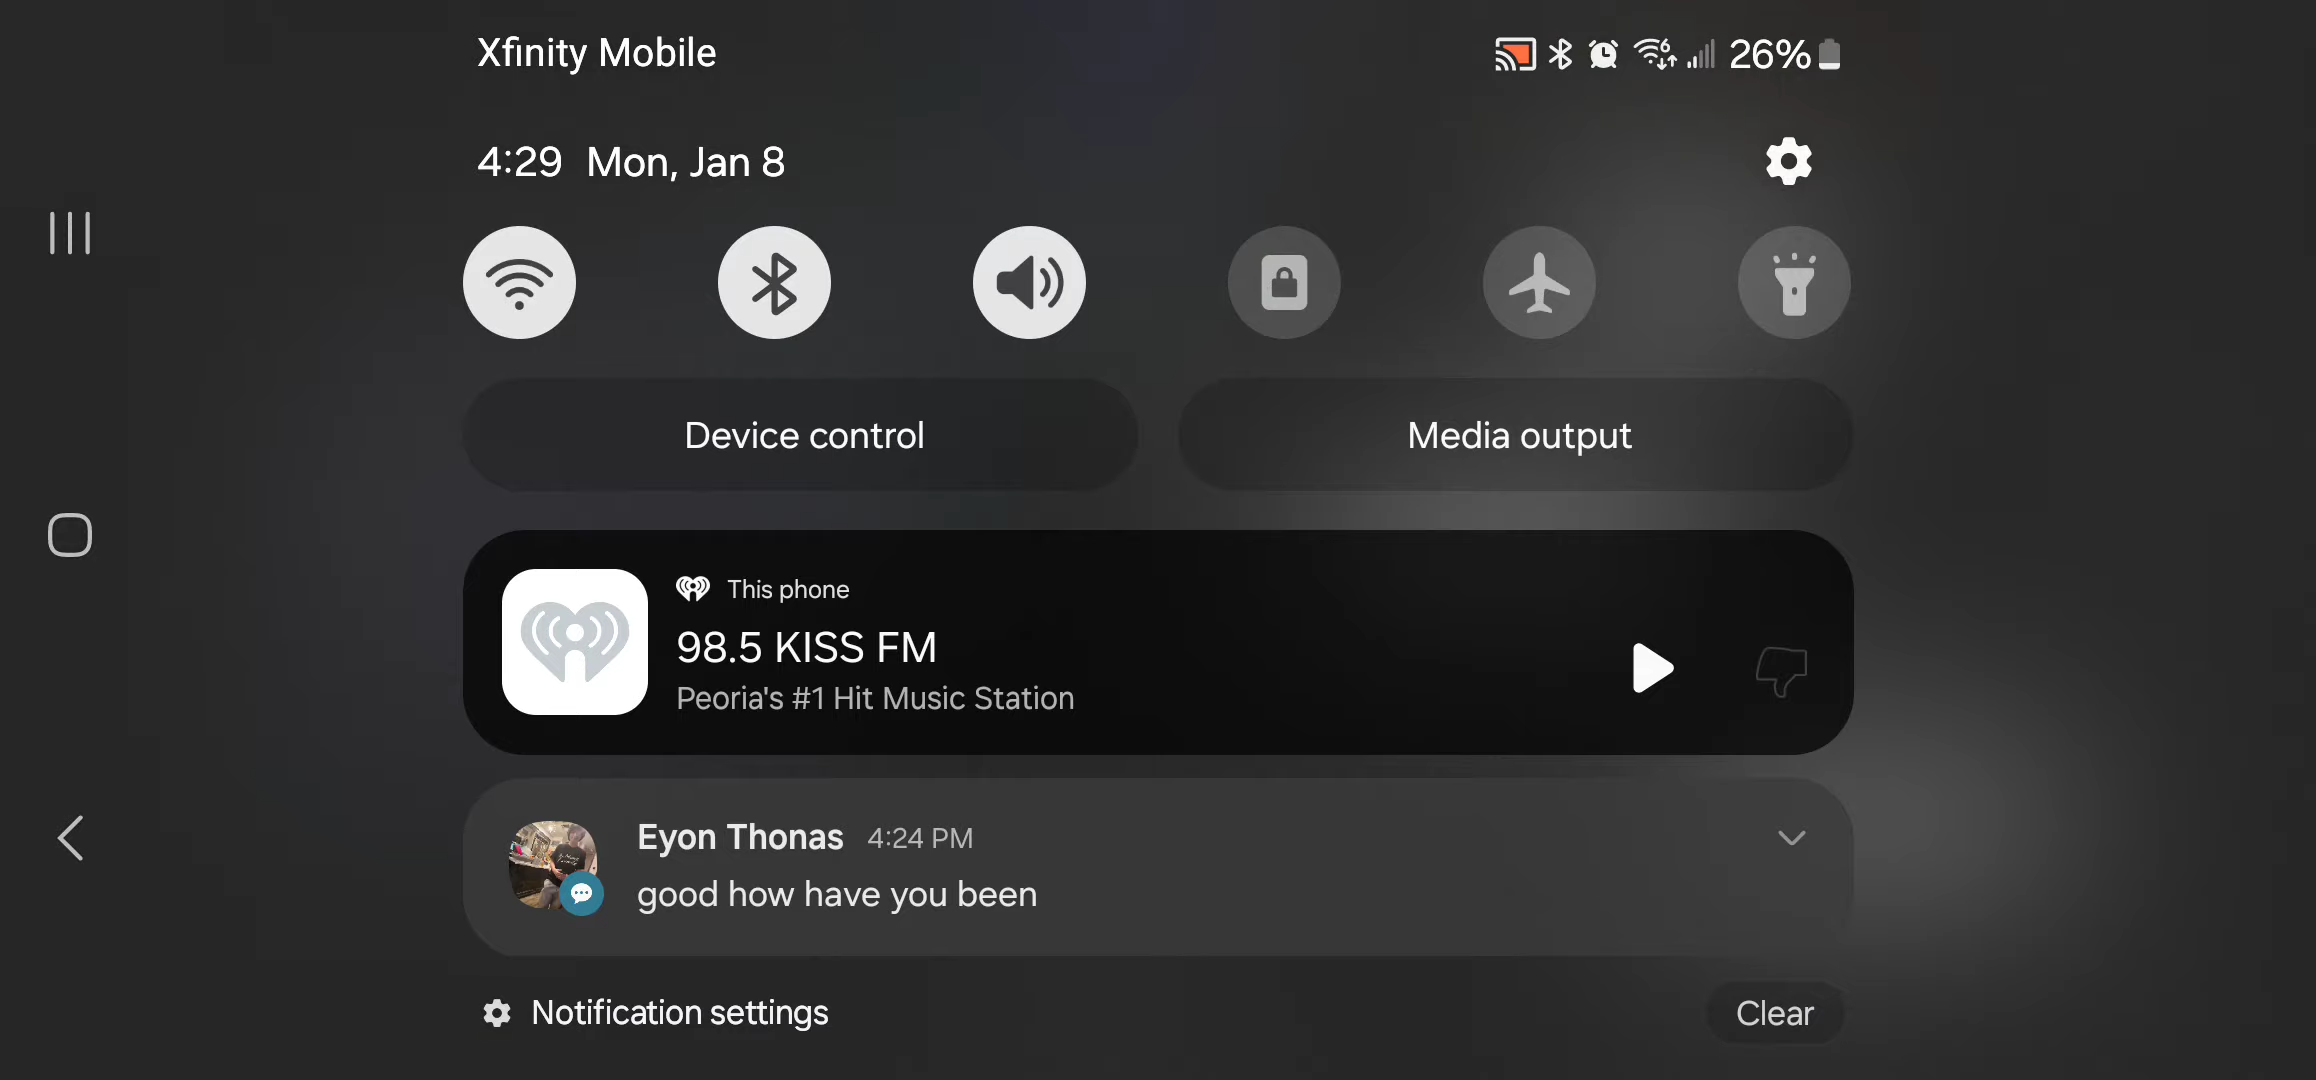 Xfinity Mobile
6 26%
4:29 Mon, Jan 8
Device control
Media output
This phone
98.5 KISS FM
Peoria's #1 Hit Music Station
Eyon Thonas 4:24 PM
good how have you been
Notification settings
Clear